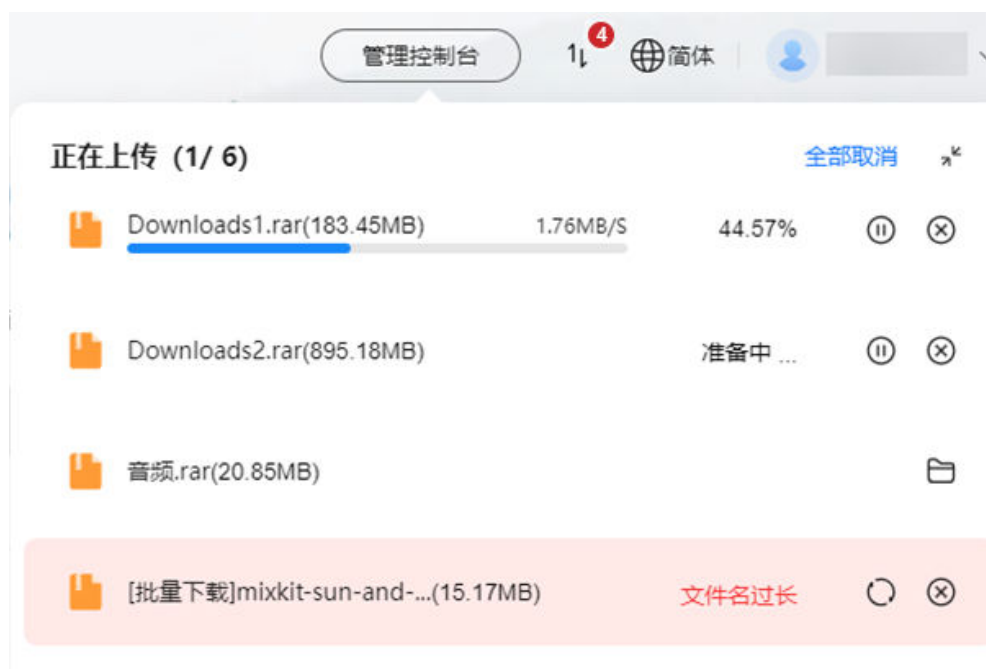 管理控制台 4 简体
正在上传 (1/ 6) 全部取消
Downloads1.rar(183.45MB) 1.76MB/S 44.57%
Downloads2.rar(895.18MB) 准备中 ...
音频.rar(20.85MB)
[批量下载]mixkit-sun-and-...(15.17MB) 文件名过长